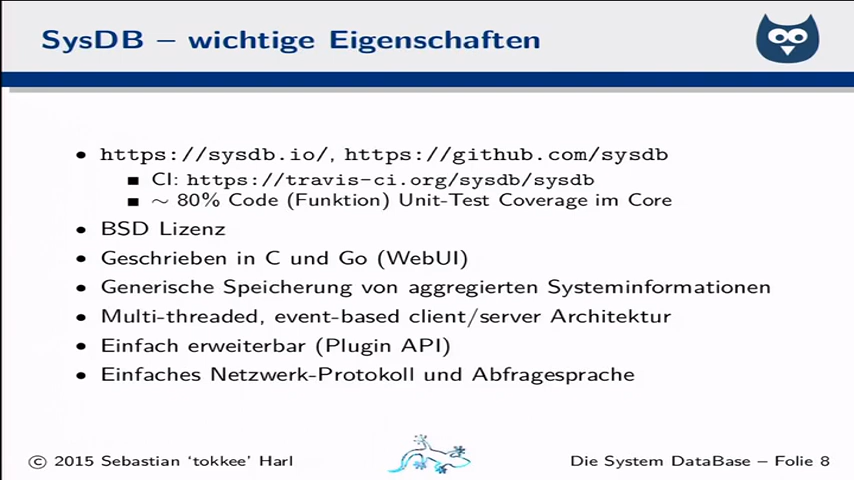 SysDB – wichtige Eigenschaften
• https://sysdb.io/, https://github.com/sysdb
■ CI: https://travis-ci.org/sysdb/sysdb
■ ∼ 80% Code (Funktion) Unit-Test Coverage im Core
• BSD Lizenz
• Geschrieben in C und Go (WebUI)
• Generische Speicherung von aggregierten Systeminformationen
• Multi-threaded, event-based client/server Architektur
• Einfach erweiterbar (Plugin API)
• Einfaches Netzwerk-Protokoll und Abfragesprache
© 2015 Sebastian ‘tokkee’ Harl
Die System DataBase – Folie 8